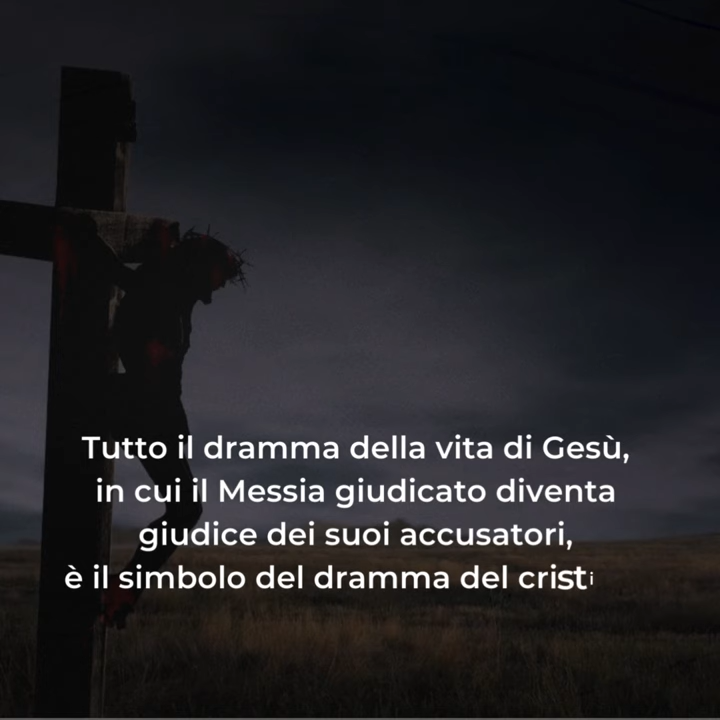 Tutto il dramma della vita di Gesù,
in cui il Messia giudicato diventa
giudice dei suoi accusatori,
è il simbolo del dramma del cristi